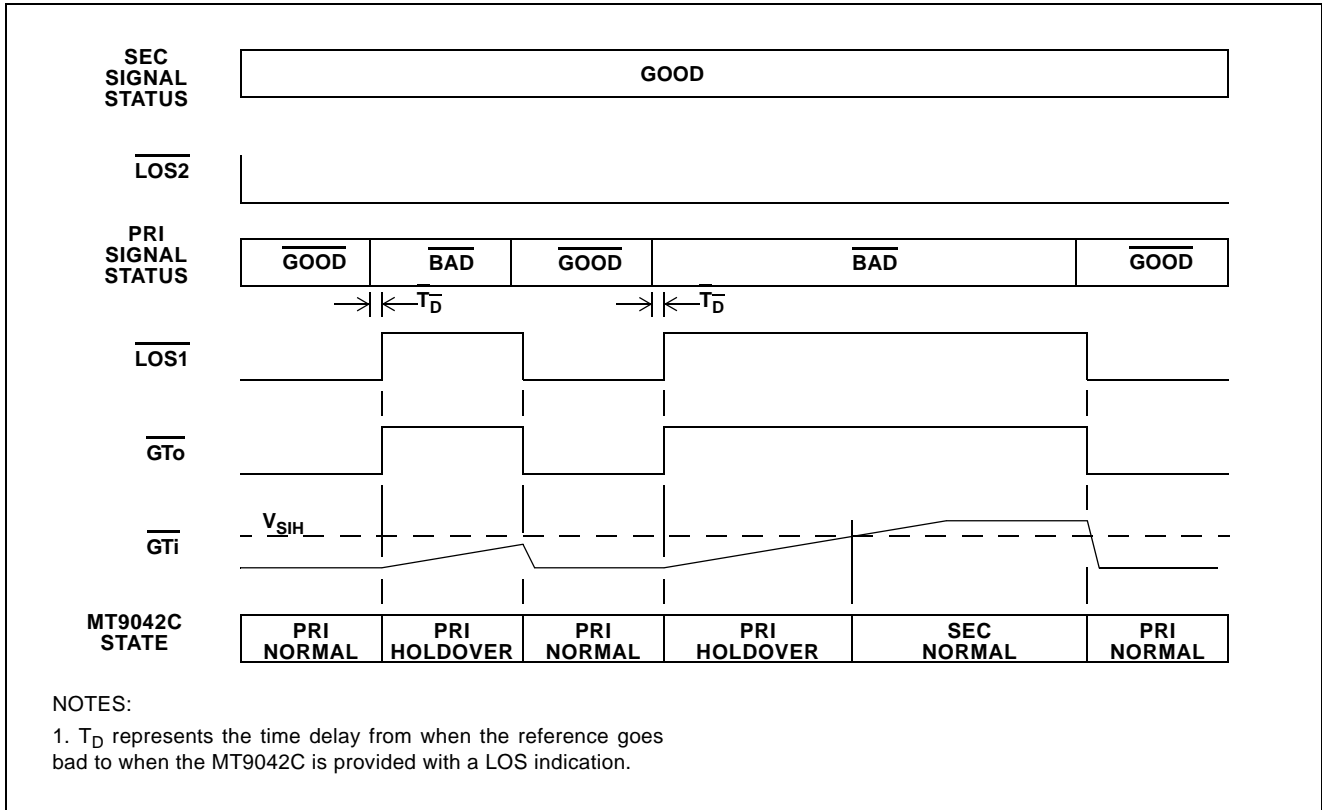 SEC
SIGNAL
STATUS
GOOD
LOS2
PRI
SIGNAL
STATUS
GOOD BAD GOOD BAD GOOD
TD TD
LOS1
GTo
VSIH
GTi
MT9042C
STATE
PRI
NORMAL
PRI
HOLDOVER
PRI
NORMAL
PRI
HOLDOVER
SEC
NORMAL
PRI
NORMAL
NOTES:
1. TD represents the time delay from when the reference goes
bad to when the MT9042C is provided with a LOS indication.